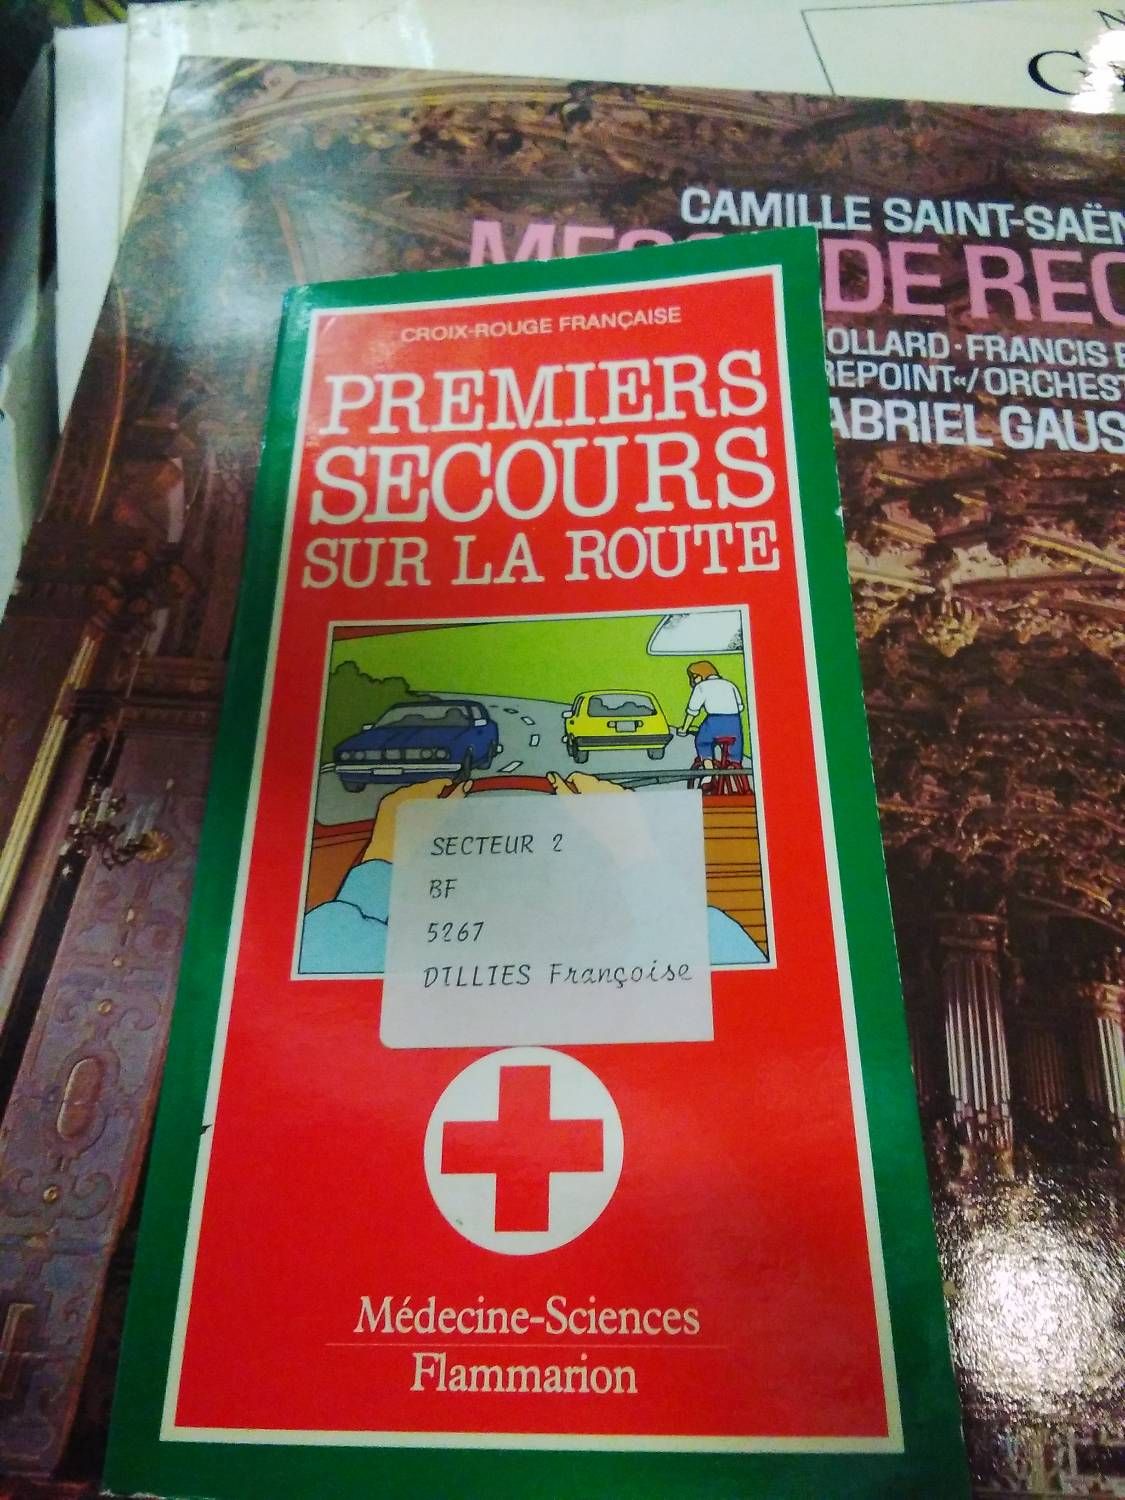 CAMILLE SAINT-SAËN
DE REQ
OLLARD · FRANCIS
REPOINT«/ORCHEST
ABRIEL GAUS
CROIX-ROUGE FRANÇAISE
PREMIERS
SECOURS
SUR LA ROUTE
SECTEUR 2
BF
5267
DILLIES Françoise
Médecine-Sciences
Flammarion